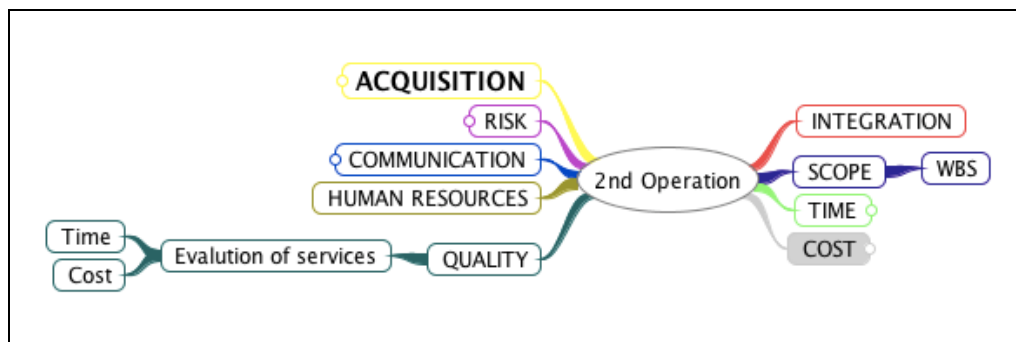 ACQUISITION
RISK
COMMUNICATION
HUMAN RESOURCES
QUALITY
Evalution of services
Time
Cost
2nd Operation
INTEGRATION
SCOPE
WBS
TIME
COST